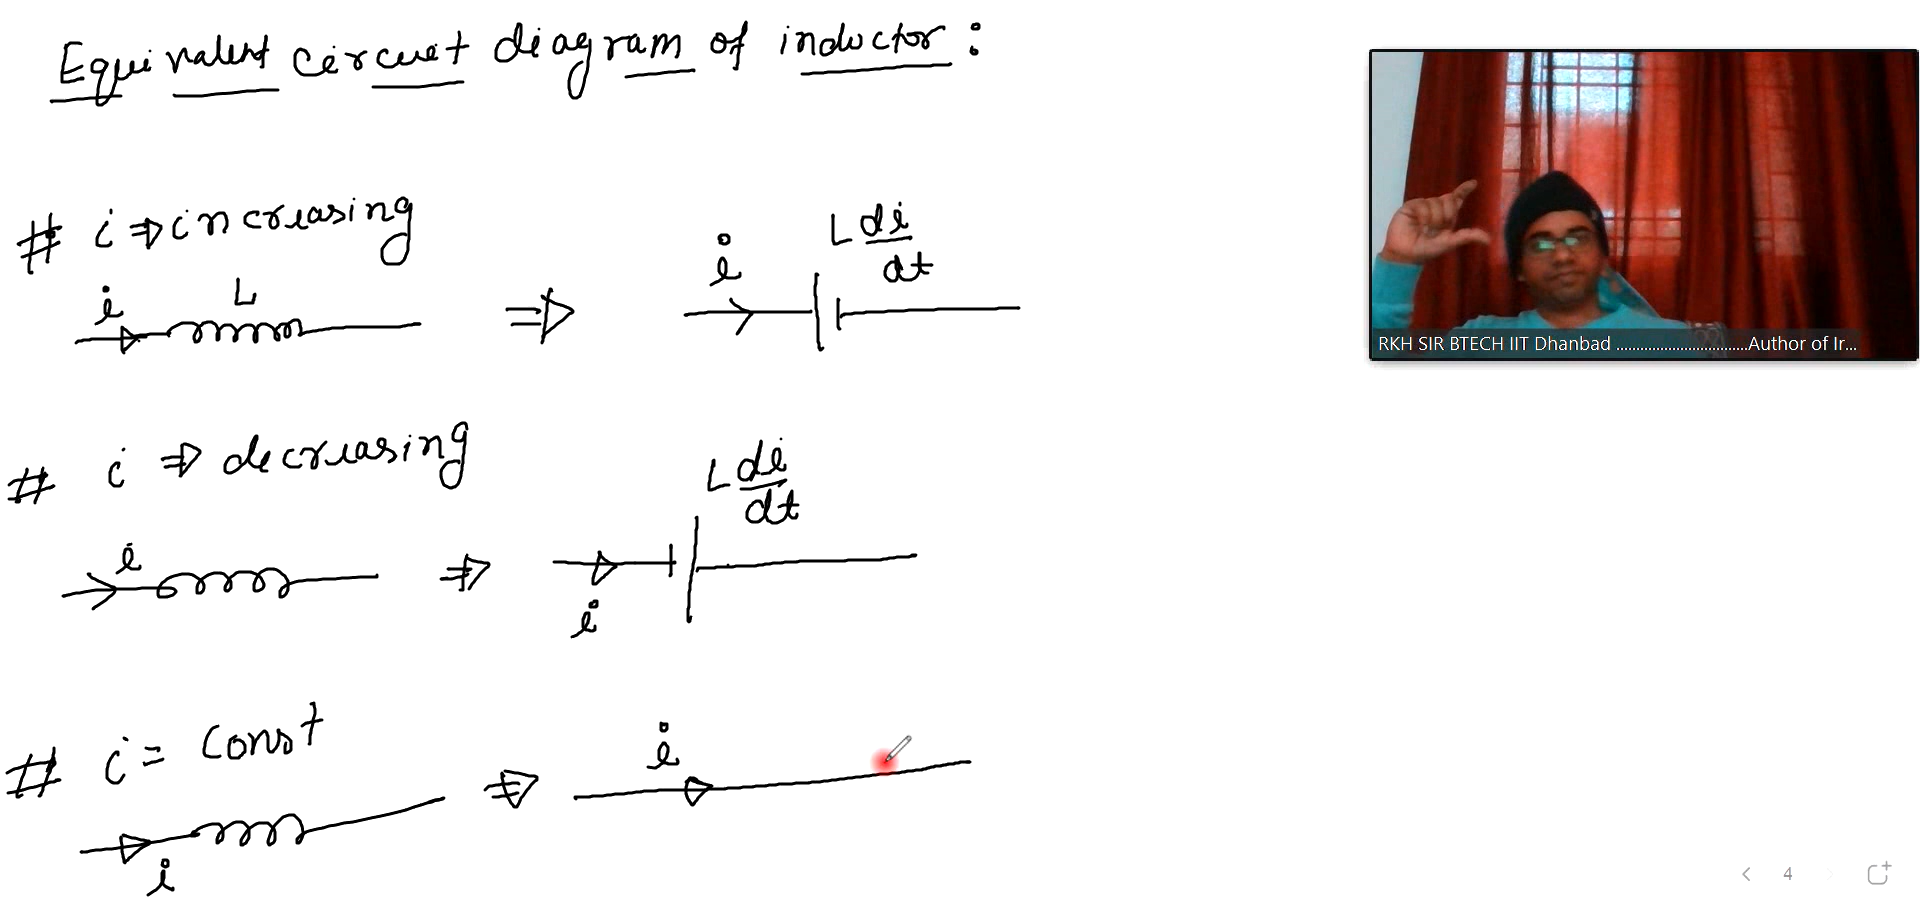 Equivalent circuit diagram of inductor :
# i ⇒ increasing
i L
⇒
i L di/dt
# i ⇒ decreasing
i
⇒
i L di/dt
# i = const
i
⇒
i
RKH SIR BTECH IIT Dhanbad .................................Author of Ir...
< 4 >